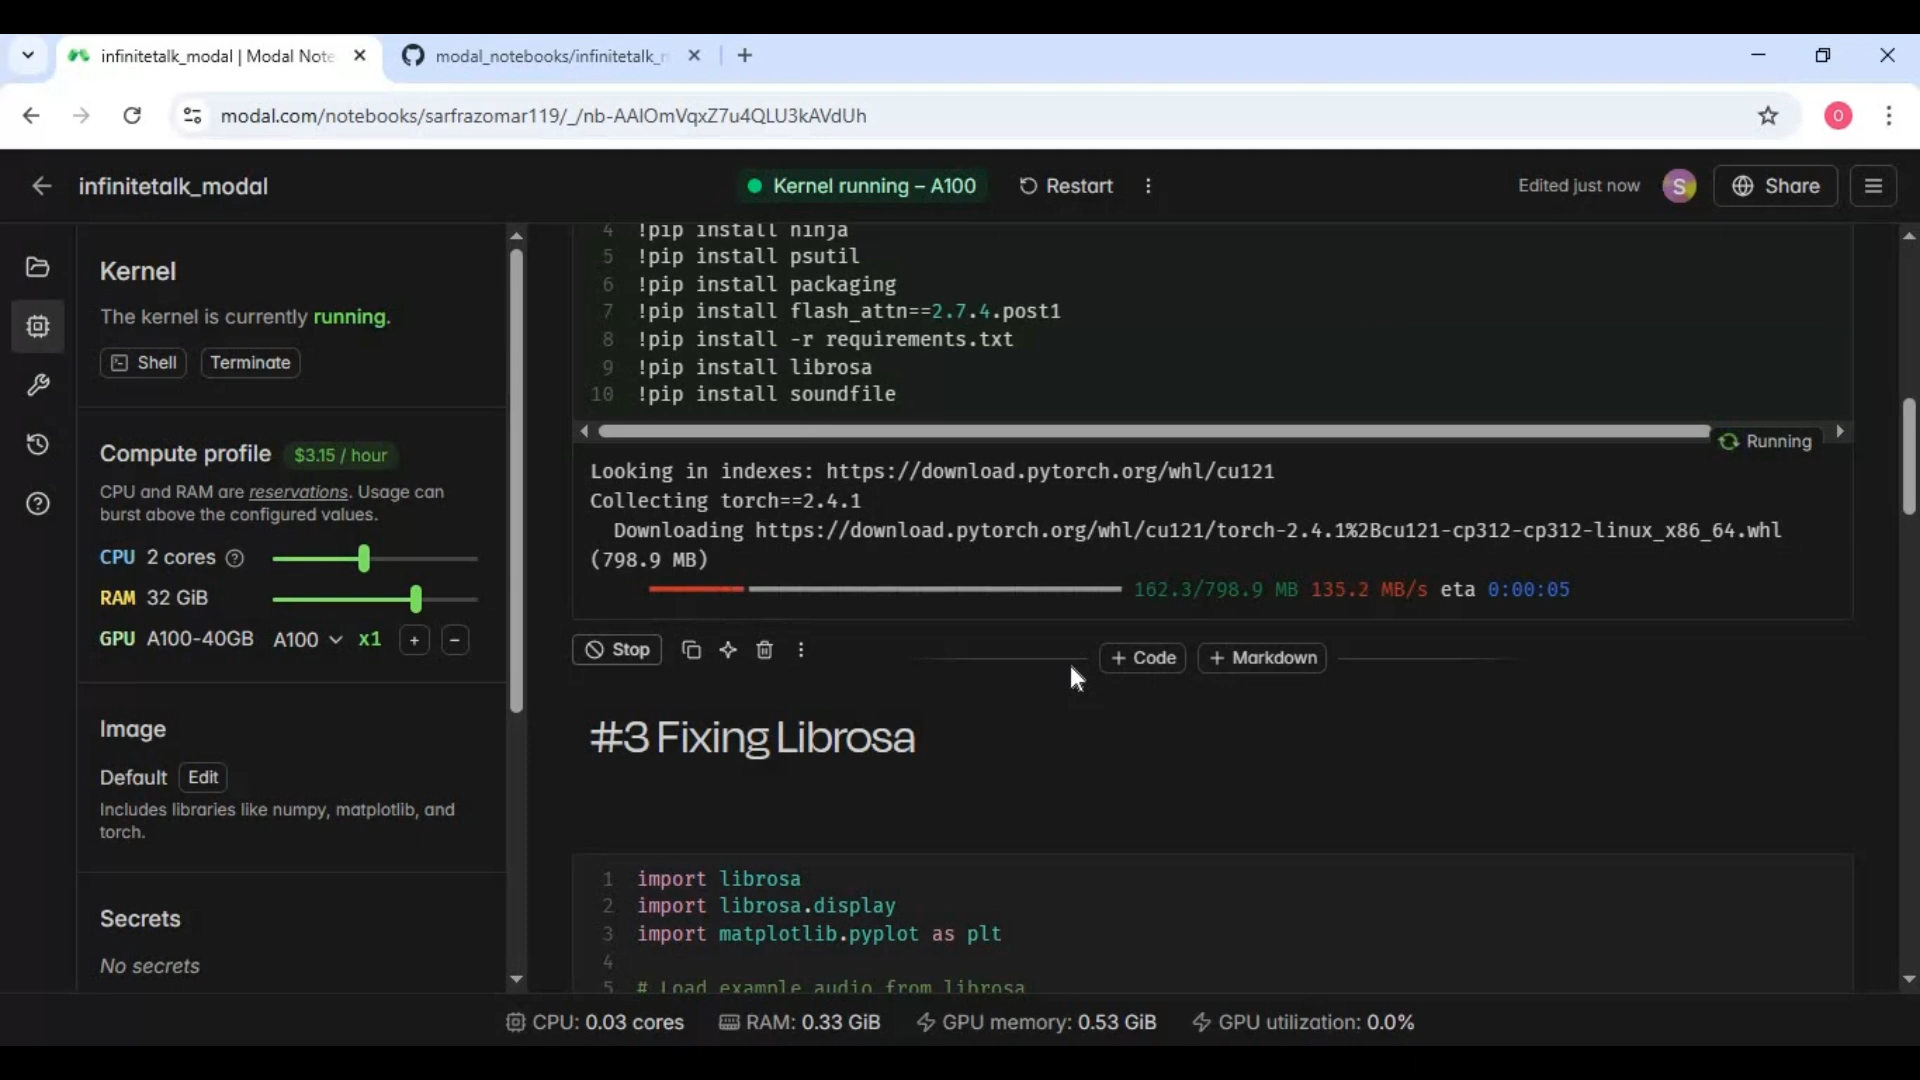 infinitetalk_modal | Modal Note
modal_notebooks/infinitetalk_
modal.com/notebooks/sarfrazomar119/_/nb-AAlOmVqxZ7u4QLU3kAVdUh
O
infinitetalk_modal
Kernel running – A100
Restart
Edited just now
S
Share
Kernel
The kernel is currently running.
Shell
Terminate
Compute profile
$3.15 / hour
CPU and RAM are reservations. Usage can
burst above the configured values.
CPU 2 cores
RAM 32 GiB
GPU A100-40GB A100 x1 + −
Image
Default Edit
Includes libraries like numpy, matplotlib, and
torch.
Secrets
No secrets
4 !pip install ninja
5 !pip install psutil
6 !pip install packaging
7 !pip install flash_attn==2.7.4.post1
8 !pip install -r requirements.txt
9 !pip install librosa
10 !pip install soundfile
Running
Looking in indexes: https://download.pytorch.org/whl/cu121
Collecting torch==2.4.1
Downloading https://download.pytorch.org/whl/cu121/torch-2.4.1%2Bcu121-cp312-cp312-linux_x86_64.whl
(798.9 MB)
162.3/798.9 MB 135.2 MB/s eta 0:00:05
Stop
+ Code
+ Markdown
#3 Fixing Librosa
1 import librosa
2 import librosa.display
3 import matplotlib.pyplot as plt
4
5 # Load example audio from librosa
CPU: 0.03 cores
RAM: 0.33 GiB
GPU memory: 0.53 GiB
GPU utilization: 0.0%